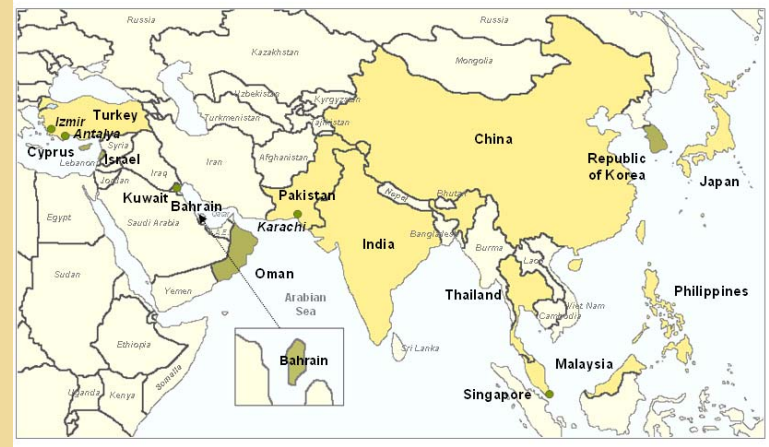 Russia
Russia
Kazakhstan
Mongolia
Uzbekistan
Kyrgyzstan
Turkmenistan
Tajikistan
Turkey
Izmir
Antalya
China
Cyprus
Syria
Lebanon
Israel
Iraq
Iran
Afghanistan
Republic
of Korea
Japan
Jordan
Kuwait
Pakistan
Nepal
Bhutan
Egypt
Saudi Arabia
Bahrain
Qatar
U.A.E.
Karachi
Bangladesh
India
Burma
Laos
Sudan
Oman
Yemen
Arabian
Sea
Thailand
Viet Nam
Cambodia
Philippines
Ethiopia
Somalia
Sri Lanka
Bahrain
Malaysia
Uganda
Kenya
Singapore